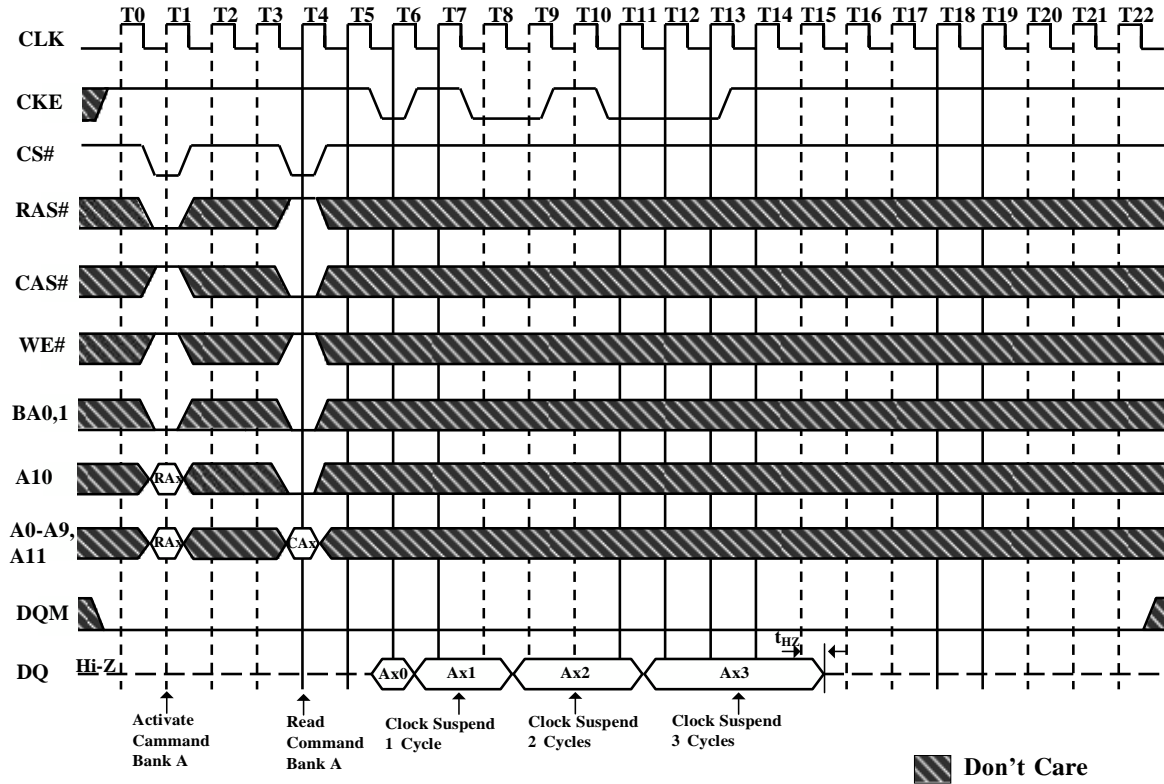 T0 T1 T2 T3 T4 T5 T6 T7 T8 T9 T10 T11 T12 T13 T14 T15 T16 T17 T18 T19 T20 T21 T22
CLK
CKE
CS#
RAS#
CAS#
WE#
BA0,1
A10 RAx
A0-A9,
A11 RAx CAx
DQM
tHZ
DQ Hi-Z Ax0 Ax1 Ax2 Ax3
Activate
Cammand
Bank A
Read
Command
Bank A
Clock Suspend
1 Cycle
Clock Suspend
2 Cycles
Clock Suspend
3 Cycles
Don't Care